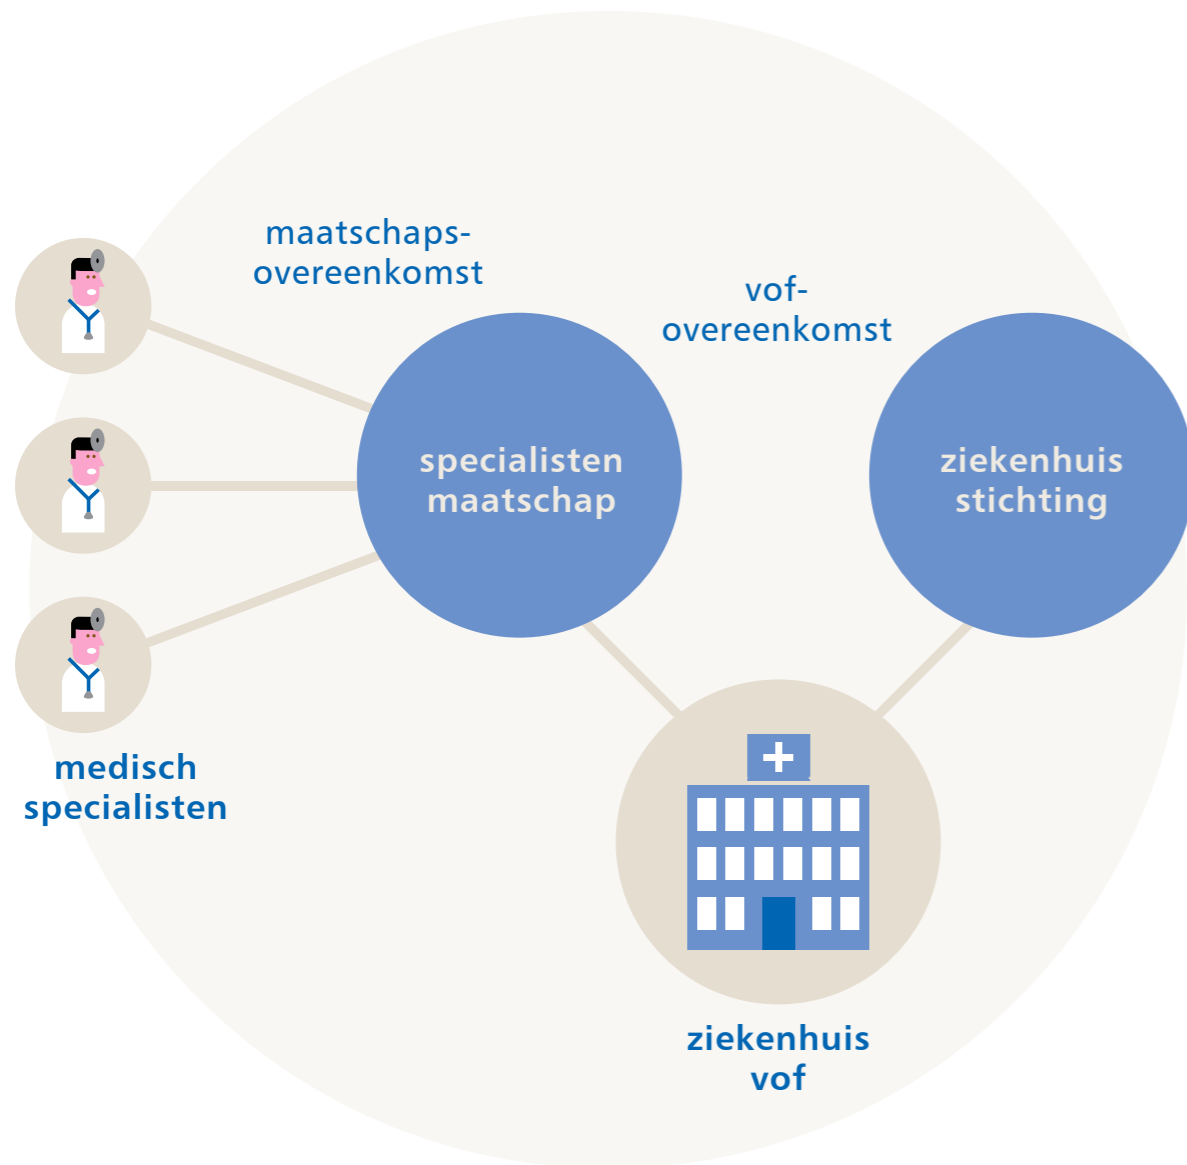 maatschaps-
overeenkomst
vof-
overeenkomst
specialisten
maatschap
ziekenhuis
stichting
medisch
specialisten
ziekenhuis
vof